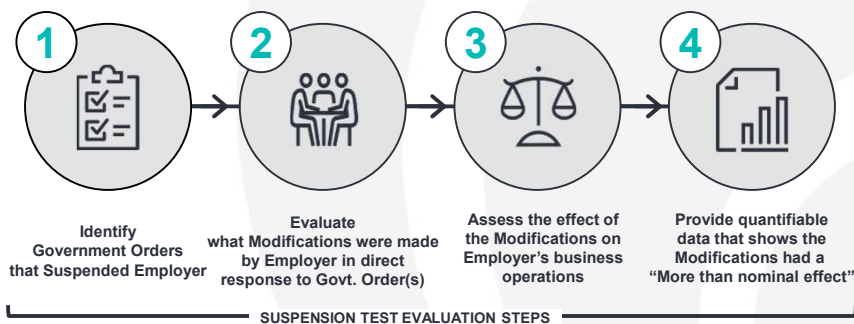 1
Identify
Government Orders
that Suspended Employer
2
Evaluate
what Modifications were made
by Employer in direct
response to Govt. Order(s)
3
Assess the effect of
the Modifications on
Employer's business
operations
4
Provide quantifiable
data that shows the
Modifications had a
“More than nominal effect”
SUSPENSION TEST EVALUATION STEPS